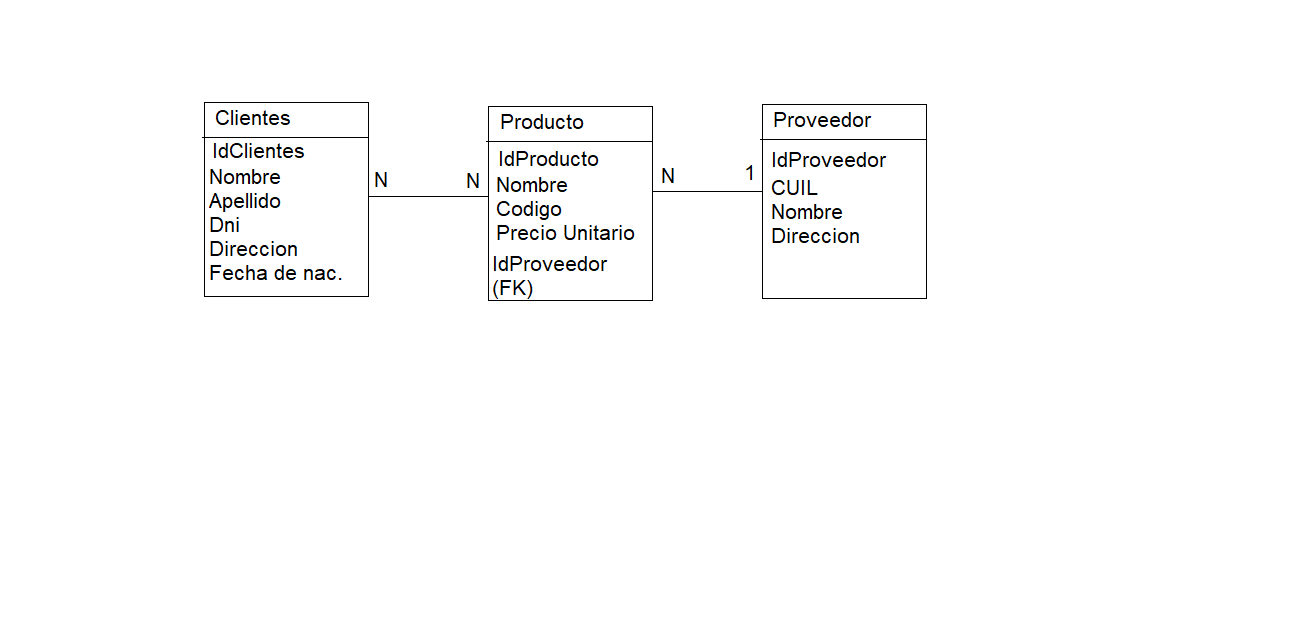 Clientes
IdClientes
Nombre
Apellido
Dni
Direccion
Fecha de nac.
N
N
Producto
IdProducto
Nombre
Codigo
Precio Unitario
IdProveedor
(FK)
N
1
Proveedor
IdProveedor
CUIL
Nombre
Direccion